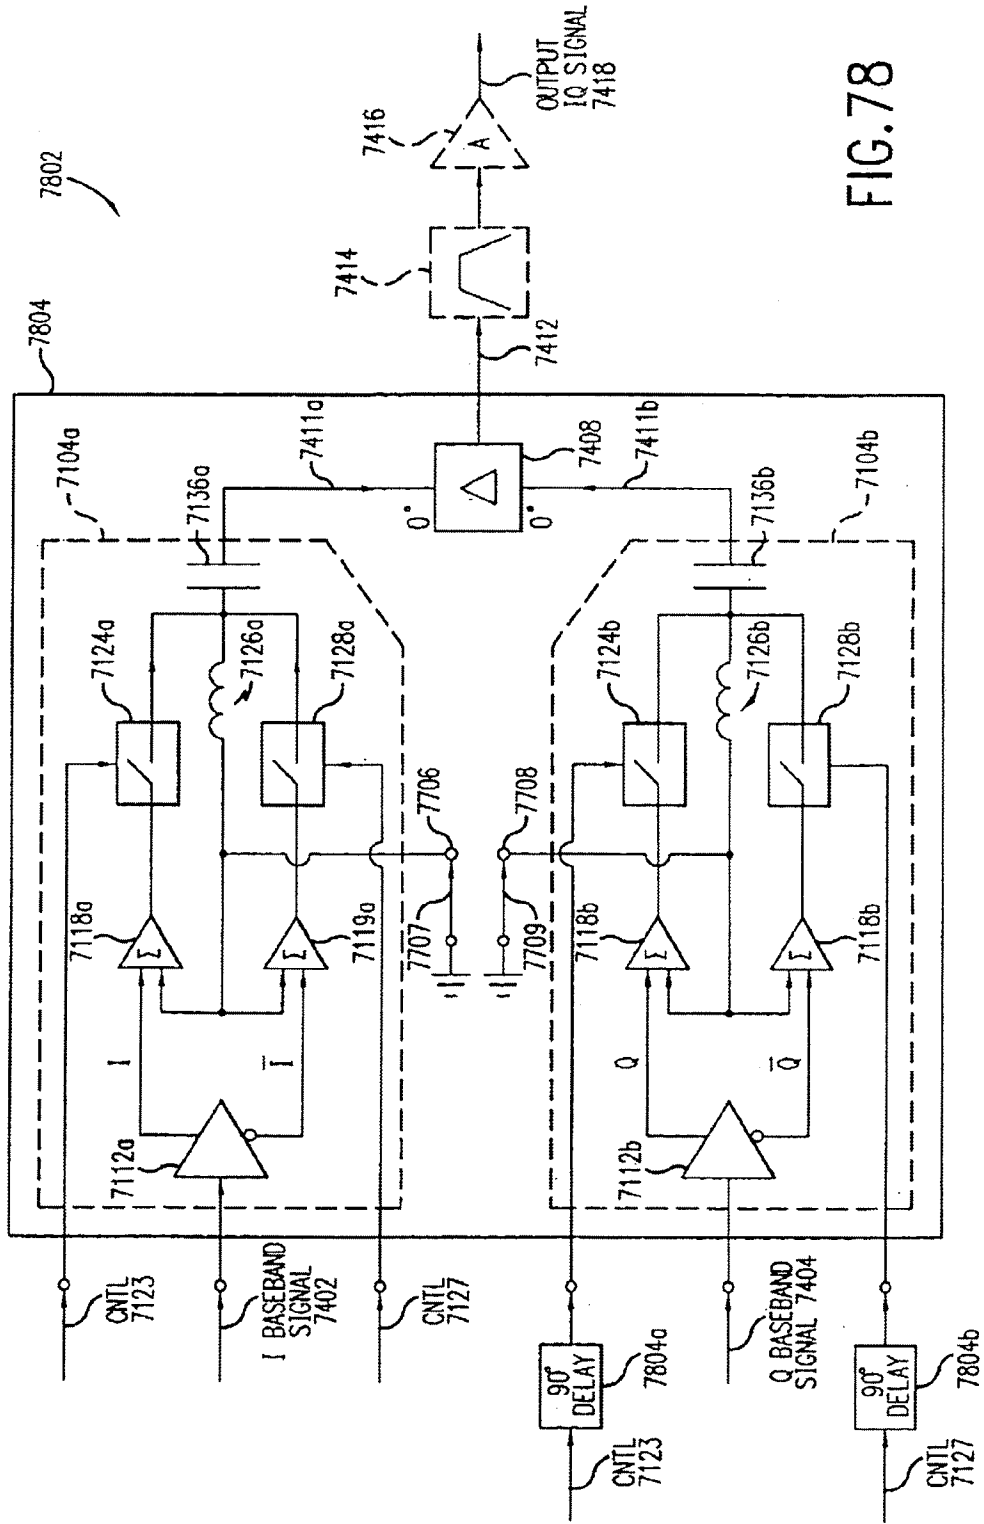 FIG.78
7802
7804
7104a
7136a
7411a
7124a
7126a
7128a
7118a
Σ
7119a
Σ
I
I̅
7112a
CNTL
7123
I BASEBAND
SIGNAL
7402
CNTL
7127
7706
7707
7708
7709
0°
0°
7408
7411b
7412
7414
7416
A
OUTPUT
IQ SIGNAL
7418
7104b
7136b
7124b
7126b
7128b
7118b
Σ
7118b
Σ
Q
Q̅
7112b
90°
DELAY
7804a
CNTL
7123
Q BASEBAND
SIGNAL 7404
90°
DELAY
7804b
CNTL
7127